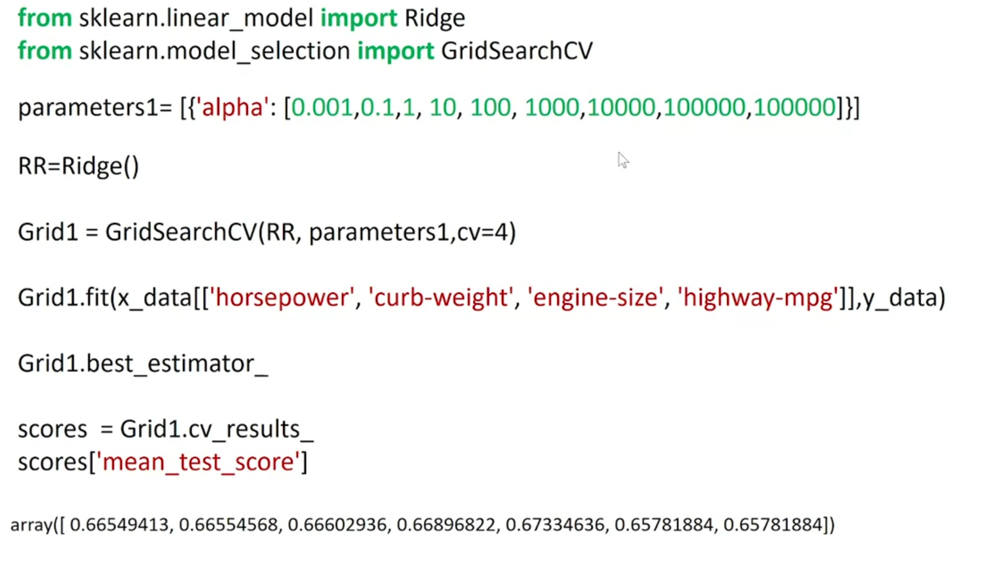 from sklearn.linear_model import Ridge
from sklearn.model_selection import GridSearchCV
parameters1= [{'alpha': [0.001,0.1,1, 10, 100, 1000,10000,100000,100000]}]
RR=Ridge()
Grid1 = GridSearchCV(RR, parameters1,cv=4)
Grid1.fit(x_data[['horsepower', 'curb-weight', 'engine-size', 'highway-mpg']],y_data)
Grid1.best_estimator_
scores  = Grid1.cv_results_
scores['mean_test_score']
array([ 0.66549413, 0.66554568, 0.66602936, 0.66896822, 0.67334636, 0.65781884, 0.65781884])